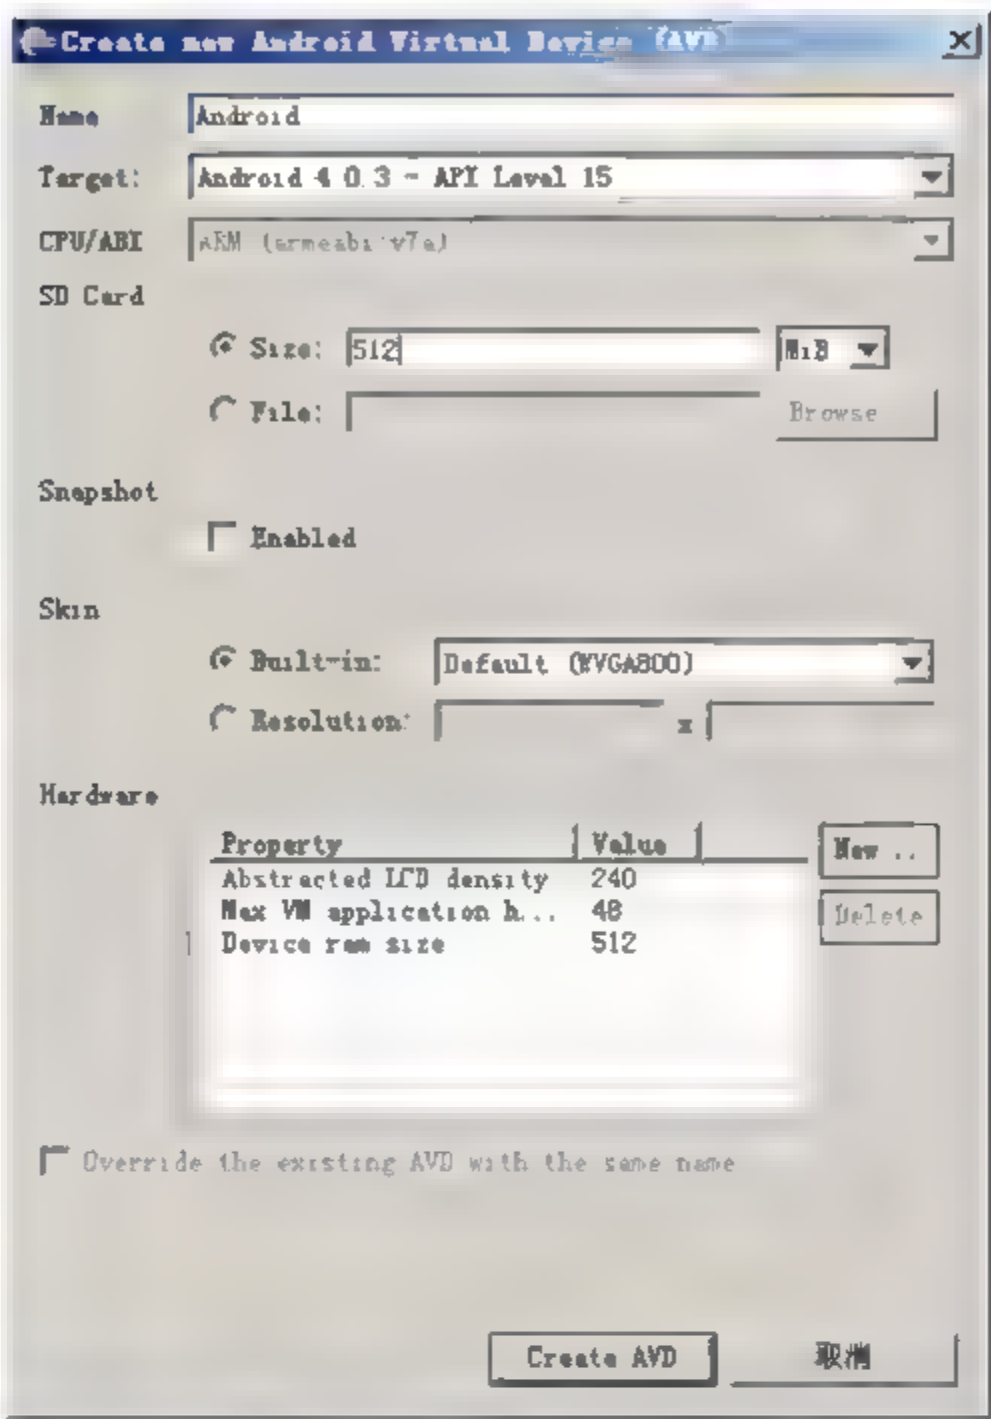 Create new Android Virtual Device (AVD)
Name Android
Target: Android 4.0.3 - API Level 15
CPU/ABI ARM (armeabi-v7a)
SD Card
Size: 512 MiB
File: Browse
Snapshot
Enabled
Skin
Built-in: Default (WVGA800)
Resolution: x
Hardware
Property Value New...
Abstracted LCD density 240
Max VM application h... 48 Delete
Device ram size 512
Override the existing AVD with the same name
Create AVD 取消